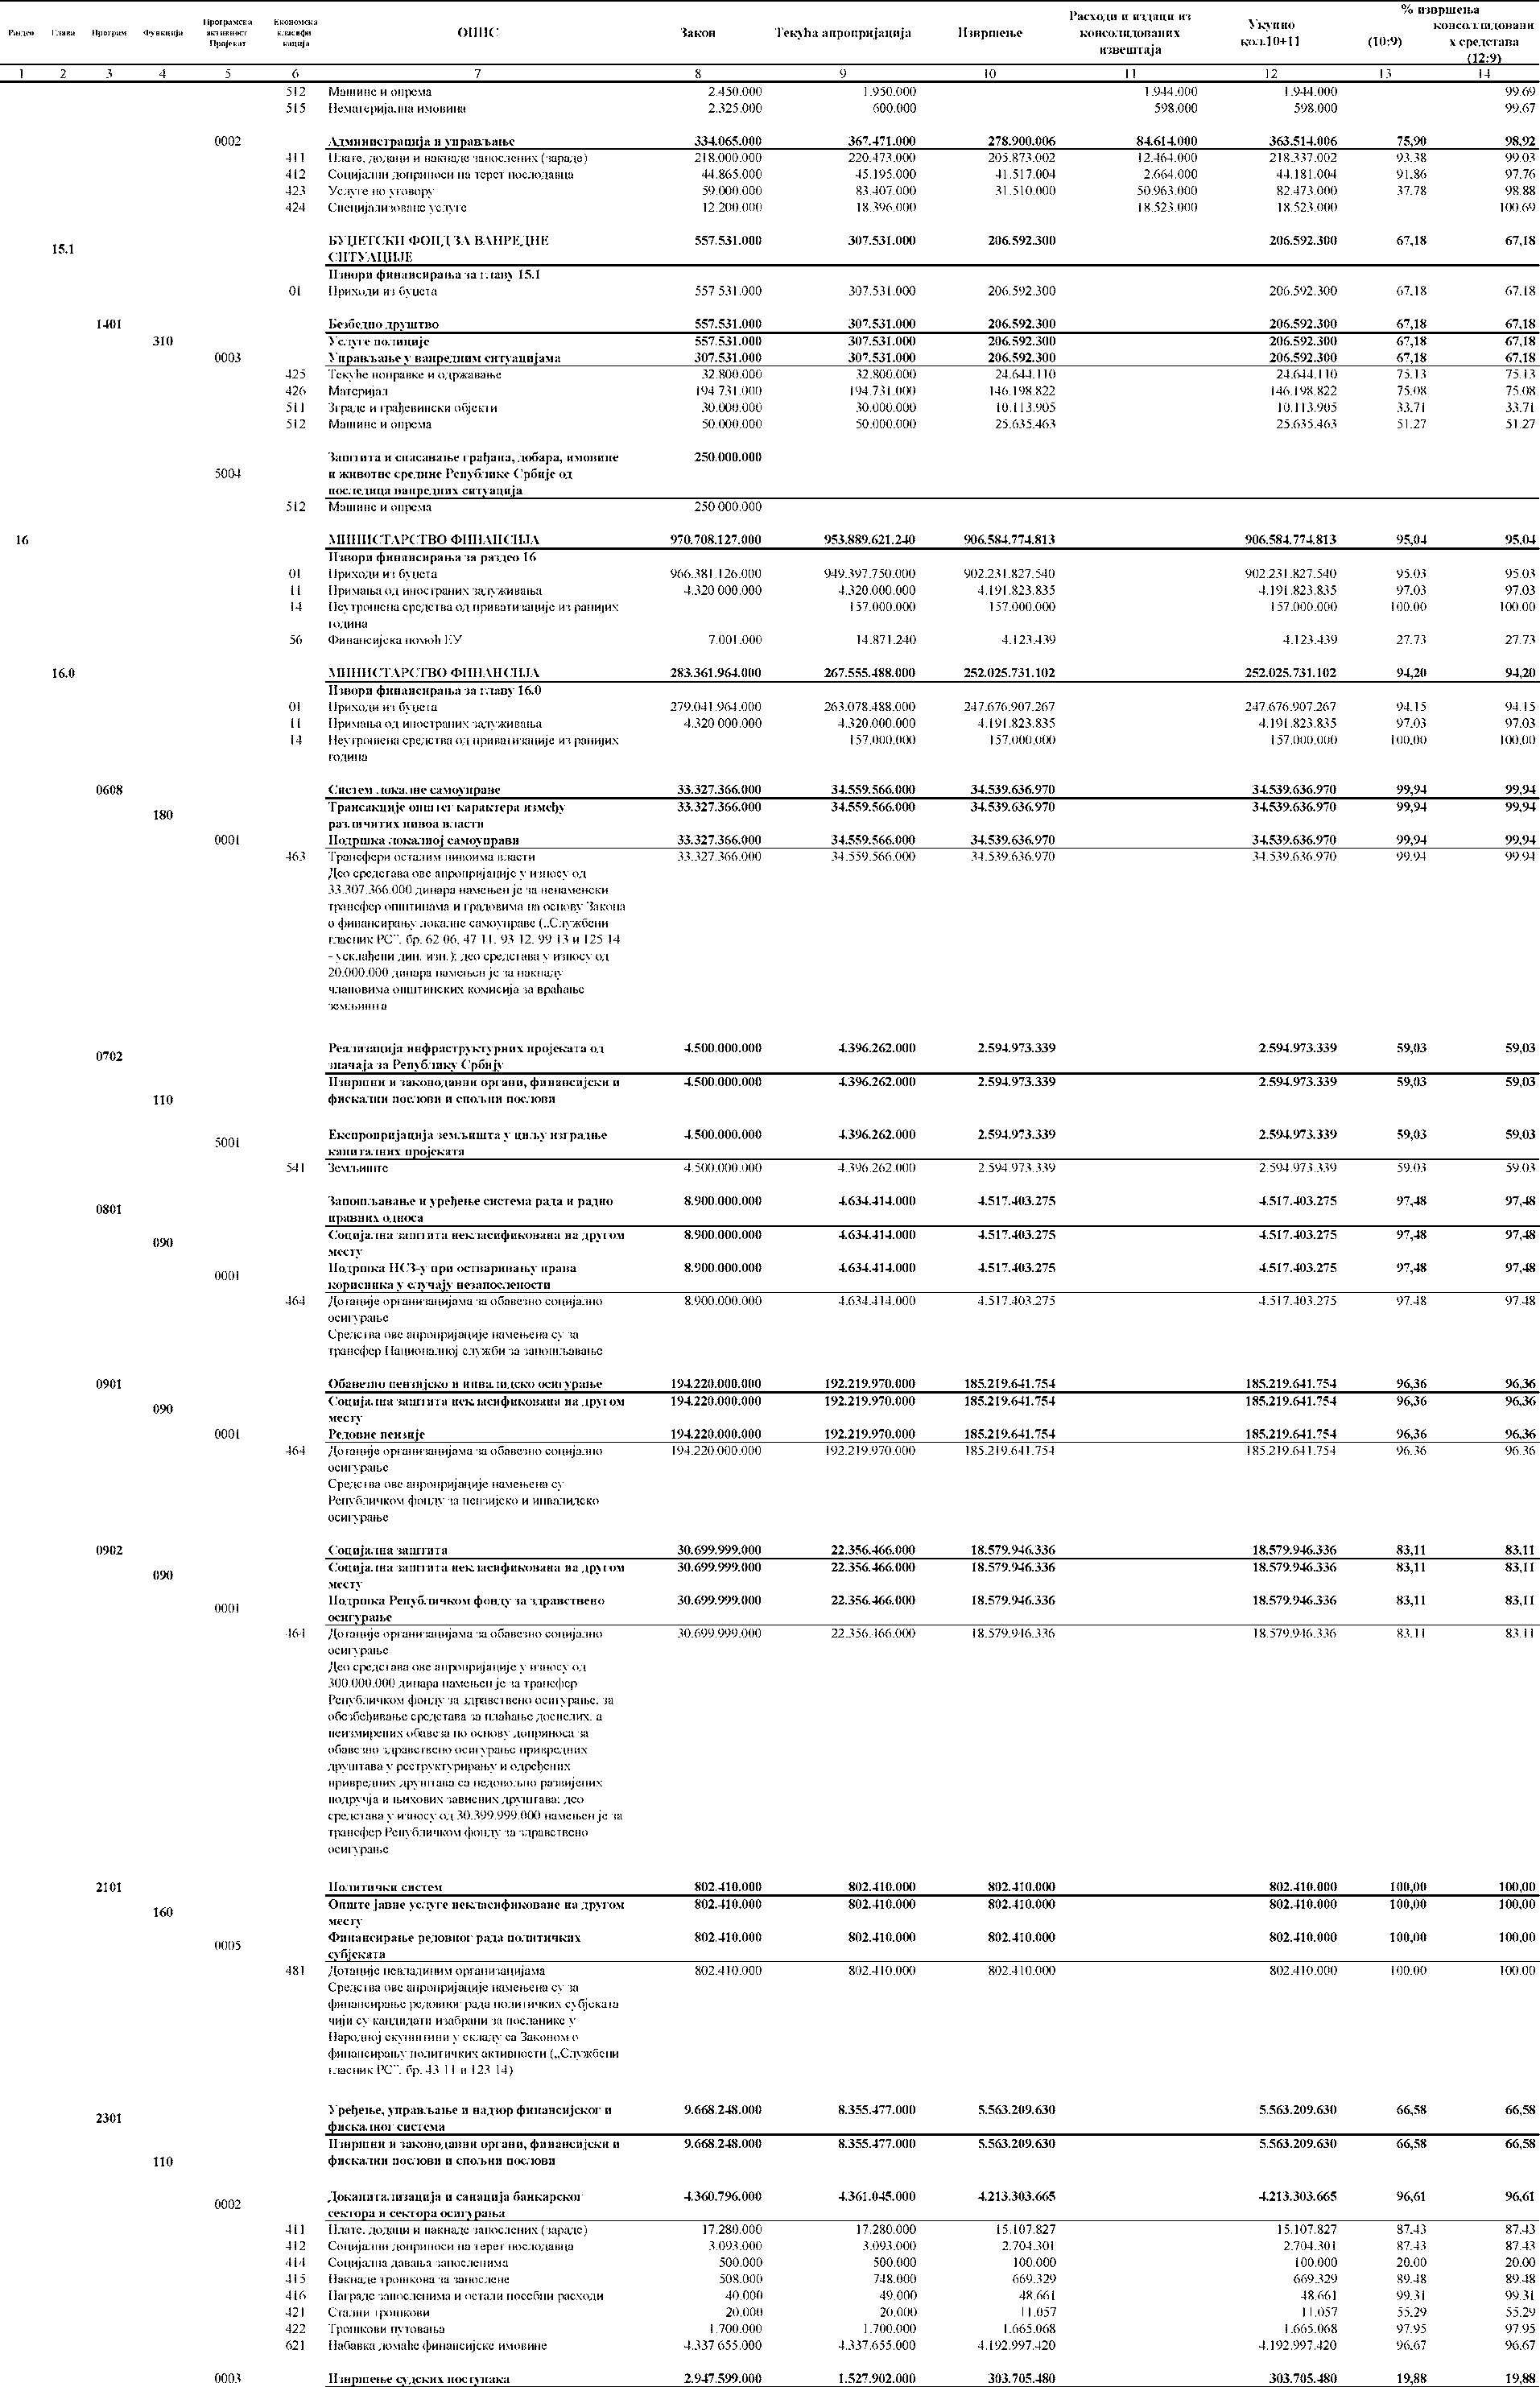 Раздео Глава Програм Функција Програмска активност/Пројекат Економска класификација ОПИС Закон Текућа апропријација Извршење Расходи и издаци из консолидованих извештаја Укупно кол.10+11 (10:9) % извршења консолидованих средстава (12:9)
1 2 3 4 5 6 7 8 9 10 11 12 13 14
512 Машине и опрема 2.450.000 1.950.000 1.944.000 1.944.000 99,69
515 Нематеријална имовина 2.325.000 600.000 598.000 598.000 99,67
0002 Администрација и управљање 334.065.000 367.471.000 278.900.006 84.614.000 363.514.006 75,90 98,92
411 Плате, додаци и накнаде запослених (зараде) 218.000.000 220.473.000 205.873.002 12.464.000 218.337.002 93,38 99,03
412 Социјални доприноси на терет послодавца 44.865.000 45.195.000 41.517.004 2.664.000 44.181.004 91,86 97,76
423 Услуге по уговору 59.000.000 83.407.000 31.510.000 50.963.000 82.473.000 37,78 98,88
424 Специјализоване услуге 12.200.000 18.396.000 18.523.000 18.523.000 100,69
15.1 БУЏЕТСКИ ФОНД ЗА ВАНРЕДНЕ 557.531.000 307.531.000 206.592.300 206.592.300 67,18 67,18
СИТУАЦИЈЕ
Извори финансирања за главу 15.1
01 Приходи из буџета 557.531.000 307.531.000 206.592.300 206.592.300 67,18 67,18
1401 Безбедно друштво 557.531.000 307.531.000 206.592.300 206.592.300 67,18 67,18
310 Услуге полиције 557.531.000 307.531.000 206.592.300 206.592.300 67,18 67,18
0003 Управљање у ванредним ситуацијама 307.531.000 307.531.000 206.592.300 206.592.300 67,18 67,18
425 Текуће поправке и одржавање 32.800.000 32.800.000 24.644.110 24.644.110 75,13 75,13
426 Материјал 194.731.000 194.731.000 146.198.822 146.198.822 75,08 75,08
511 Зграде и грађевински објекти 30.000.000 30.000.000 10.113.905 10.113.905 33,71 33,71
512 Машине и опрема 50.000.000 50.000.000 25.635.463 25.635.463 51,27 51,27
5004 Заштита и спасавање грађана, добара, имовине 250.000.000
и животне средине Републике Србије од
последица ванредних ситуација
512 Машине и опрема 250.000.000
16 МИНИСТАРСТВО ФИНАНСИЈА 970.708.127.000 953.889.621.240 906.584.774.813 906.584.774.813 95,04 95,04
Извори финансирања за раздео 16
01 Приходи из буџета 966.381.126.000 949.397.750.000 902.231.827.540 902.231.827.540 95,03 95,03
11 Примања од иностраних задуживања 4.320.000.000 4.320.000.000 4.191.823.835 4.191.823.835 97,03 97,03
14 Неутрошена средства од приватизације из ранијих 157.000.000 157.000.000 157.000.000 100,00 100,00
година
56 Финансијска помоћ ЕУ 7.001.000 14.871.240 4.123.439 4.123.439 27,73 27,73
16.0 МИНИСТАРСТВО ФИНАНСИЈА 283.361.964.000 267.555.488.000 252.025.731.102 252.025.731.102 94,20 94,20
Извори финансирања за главу 16.0
01 Приходи из буџета 279.041.964.000 263.078.488.000 247.676.907.267 247.676.907.267 94,15 94,15
11 Примања од иностраних задуживања 4.320.000.000 4.320.000.000 4.191.823.835 4.191.823.835 97,03 97,03
14 Неутрошена средства од приватизације из ранијих 157.000.000 157.000.000 157.000.000 100,00 100,00
година
0608 Систем локалне самоуправе 33.327.366.000 34.559.566.000 34.539.636.970 34.539.636.970 99,94 99,94
180 Трансакције општег карактера између 33.327.366.000 34.559.566.000 34.539.636.970 34.539.636.970 99,94 99,94
различитих нивоа власти
0001 Подршка локалној самоуправи 33.327.366.000 34.559.566.000 34.539.636.970 34.539.636.970 99,94 99,94
463 Трансфери осталим нивоима власти 33.327.366.000 34.559.566.000 34.539.636.970 34.539.636.970 99,94 99,94
Део средстава ове апропријације у износу од
33.307.366.000 динара намењен је за ненаменски
трансфер општинама и градовима на основу Закона
о финансирању локалне самоуправе („Службени
гласник РС”, бр. 62/06, 47/11, 93/12, 99/13 и 125/14
- усклађени дин. изн.); део средстава у износу од
20.000.000 динара намењен је за накнаду
члановима општинских комисија за враћање
земљишта
0702 Реализација инфраструктурних пројеката од 4.500.000.000 4.396.262.000 2.594.973.339 2.594.973.339 59,03 59,03
значаја за Републику Србију
110 Извршни и законодавни органи, финансијски и 4.500.000.000 4.396.262.000 2.594.973.339 2.594.973.339 59,03 59,03
фискални послови и спољни послови
5001 Експропријација земљишта у циљу изградње 4.500.000.000 4.396.262.000 2.594.973.339 2.594.973.339 59,03 59,03
капиталних пројеката
541 Земљиште 4.500.000.000 4.396.262.000 2.594.973.339 2.594.973.339 59,03 59,03
0801 Запошљавање и уређење система рада и радно 8.900.000.000 4.634.414.000 4.517.403.275 4.517.403.275 97,48 97,48
правних односа
090 Социјална заштита некласификована на другом 8.900.000.000 4.634.414.000 4.517.403.275 4.517.403.275 97,48 97,48
месту
0001 Подршка НСЗ-у при остваривању права 8.900.000.000 4.634.414.000 4.517.403.275 4.517.403.275 97,48 97,48
корисника у случају незапослености
464 Дотације организацијама за обавезно социјално 8.900.000.000 4.634.414.000 4.517.403.275 4.517.403.275 97,48 97,48
осигурање
Средства ове апропријације намењена су за
трансфер Националној служби за запошљавање
0901 Обавезно пензијско и инвалидско осигурање 194.220.000.000 192.219.970.000 185.219.641.754 185.219.641.754 96,36 96,36
090 Социјална заштита некласификована на другом 194.220.000.000 192.219.970.000 185.219.641.754 185.219.641.754 96,36 96,36
месту
0001 Редовне пензије 194.220.000.000 192.219.970.000 185.219.641.754 185.219.641.754 96,36 96,36
464 Дотације организацијама за обавезно социјално 194.220.000.000 192.219.970.000 185.219.641.754 185.219.641.754 96,36 96,36
осигурање
Средства ове апропријације намењена су
Републичком фонду за пензијско и инвалидско
осигурање
0902 Социјална заштита 30.699.999.000 22.356.466.000 18.579.946.336 18.579.946.336 83,11 83,11
090 Социјална заштита некласификована на другом 30.699.999.000 22.356.466.000 18.579.946.336 18.579.946.336 83,11 83,11
месту
0001 Подршка Републичком фонду за здравствено 30.699.999.000 22.356.466.000 18.579.946.336 18.579.946.336 83,11 83,11
осигурање
464 Дотације организацијама за обавезно социјално 30.699.999.000 22.356.466.000 18.579.946.336 18.579.946.336 83,11 83,11
осигурање
Део средстава ове апропријације у износу од
300.000.000 динара намењен је за трансфер
Републичком фонду за здравствено осигурање, за
обезбеђивање средстава за плаћање доспелих, а
неизмирених обавеза по основу доприноса за
обавезно здравствено осигурање привредних
друштава у реструктурирању и одређених
привредних друштава са недовољно развијених
подручја и њихових зависних друштава; део
средстава у износу од 30.399.999.000 намењен је за
трансфер Републичком фонду за здравствено
осигурање
2101 Политички систем 802.410.000 802.410.000 802.410.000 802.410.000 100,00 100,00
160 Опште јавне услуге некласификоване на другом 802.410.000 802.410.000 802.410.000 802.410.000 100,00 100,00
месту
0005 Финансирање редовног рада политичких 802.410.000 802.410.000 802.410.000 802.410.000 100,00 100,00
субјеката
481 Дотације невладиним организацијама 802.410.000 802.410.000 802.410.000 802.410.000 100,00 100,00
Средства ове апропријације намењена су за
финансирање редовног рада политичких субјеката
чији су кандидати изабрани за посланике у
Народној скупштини у складу са Законом о
финансирању политичких активности („Службени
гласник РС”, бр. 43/11 и 123/14)
2301 Уређење, управљање и надзор финансијског и 9.668.248.000 8.355.477.000 5.563.209.630 5.563.209.630 66,58 66,58
фискалног система
110 Извршни и законодавни органи, финансијски и 9.668.248.000 8.355.477.000 5.563.209.630 5.563.209.630 66,58 66,58
фискални послови и спољни послови
0002 Докапитализација и санација банкарског 4.360.796.000 4.361.045.000 4.213.303.665 4.213.303.665 96,61 96,61
сектора и сектора осигурања
411 Плате, додаци и накнаде запослених (зараде) 17.280.000 17.280.000 15.107.827 15.107.827 87,43 87,43
412 Социјални доприноси на терет послодавца 3.093.000 3.093.000 2.704.301 2.704.301 87,43 87,43
414 Социјална давања запосленима 500.000 500.000 100.000 100.000 20,00 20,00
415 Накнаде трошкова за запослене 508.000 748.000 669.329 669.329 89,48 89,48
416 Награде запосленима и остали посебни расходи 40.000 49.000 48.661 48.661 99,31 99,31
421 Стални трошкови 20.000 20.000 11.057 11.057 55,29 55,29
422 Трошкови путовања 1.700.000 1.700.000 1.665.068 1.665.068 97,95 97,95
621 Набавка домаће финансијске имовине 4.337.655.000 4.337.655.000 4.192.997.420 4.192.997.420 96,67 96,67
0003 Извршење судских поступака 2.947.599.000 1.527.902.000 303.705.480 303.705.480 19,88 19,88